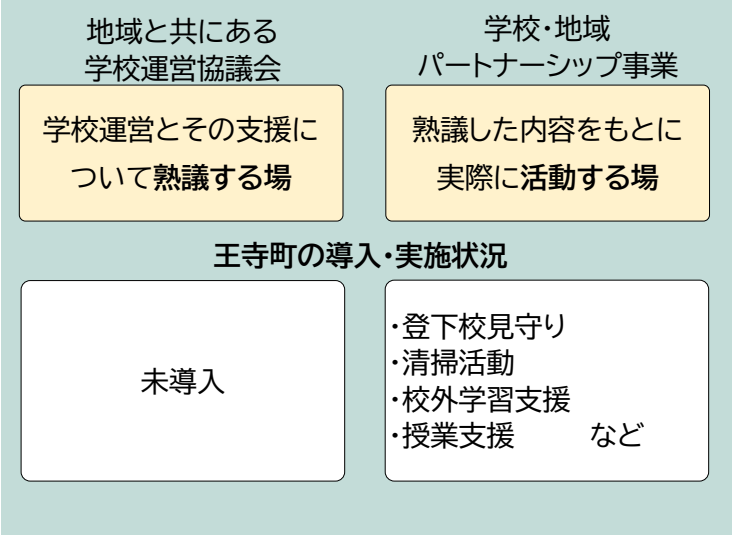 地域と共にある
学校運営協議会
学校・地域
パートナーシップ事業
学校運営とその支援に
ついて熟議する場
熟議した内容をもとに
実際に活動する場
王寺町の導入・実施状況
未導入
・登下校見守り
・清掃活動
・校外学習支援
・授業支援　　　など